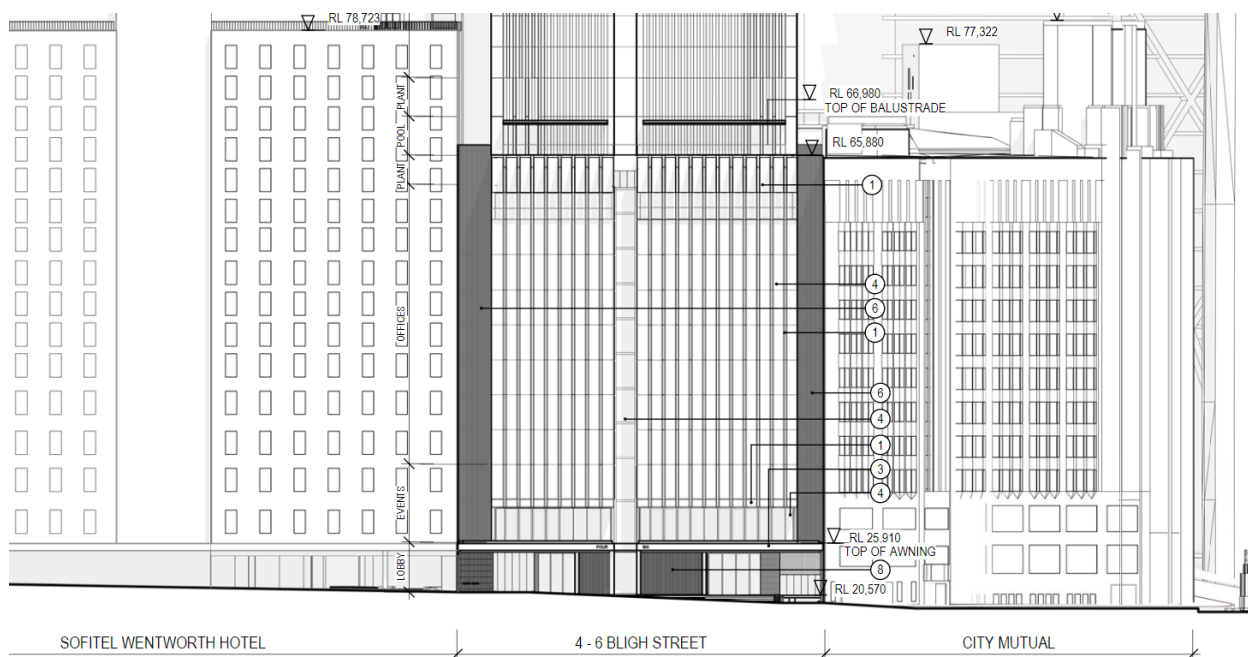 RL 78,723
RL 77,322
RL 66,980
TOP OF BALUSTRADE
RL 65,880
PLANT
POOL
PLANT
OFFICES
EVENTS
LOBBY
1
4
6
1
6
4
1
3
4
RL 25,910
TOP OF AWNING
FOUR
SIX
8
RL 20,570
SOFITEL WENTWORTH HOTEL
4 - 6 BLIGH STREET
CITY MUTUAL